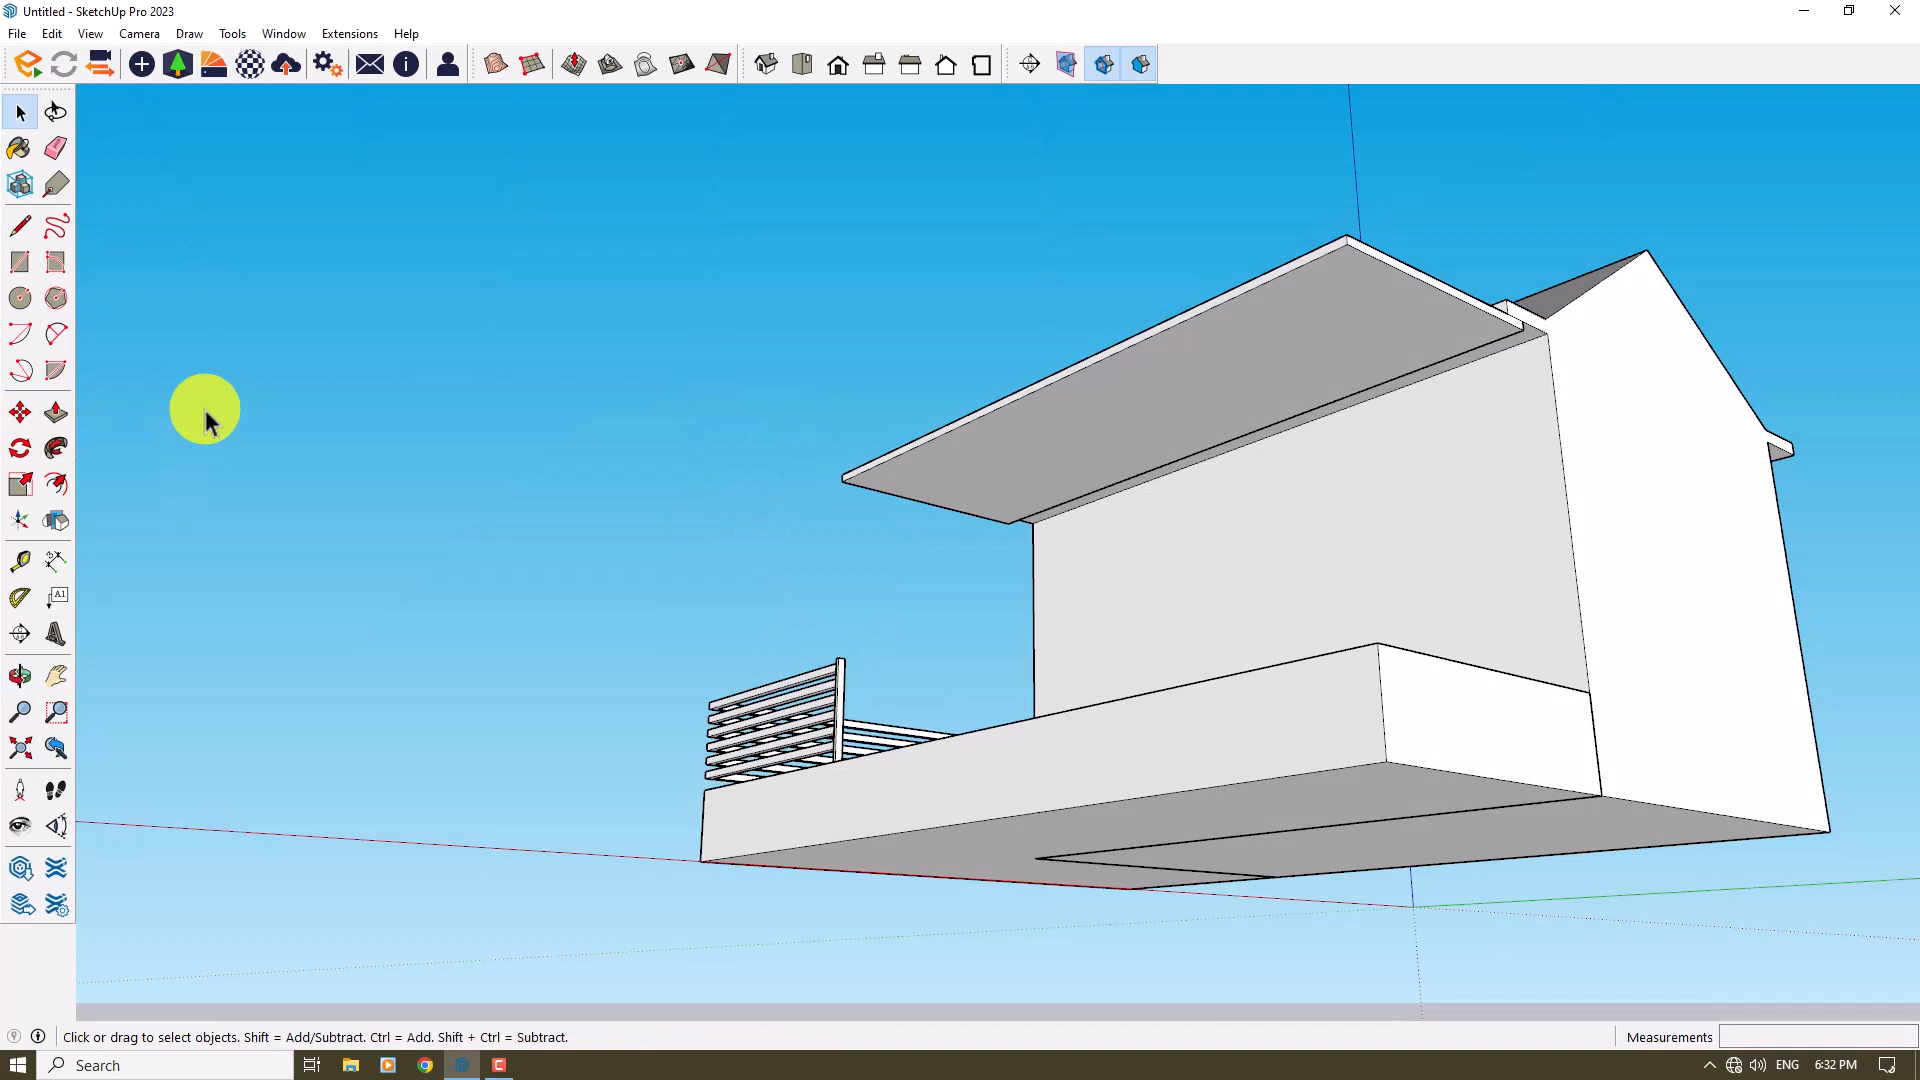 Untitled - SketchUp Pro 2023
File Edit View Camera Draw Tools Window Extensions Help
A1
Click or drag to select objects. Shift = Add/Subtract. Ctrl = Add. Shift + Ctrl = Subtract.
Measurements
Search
ENG
6:32 PM